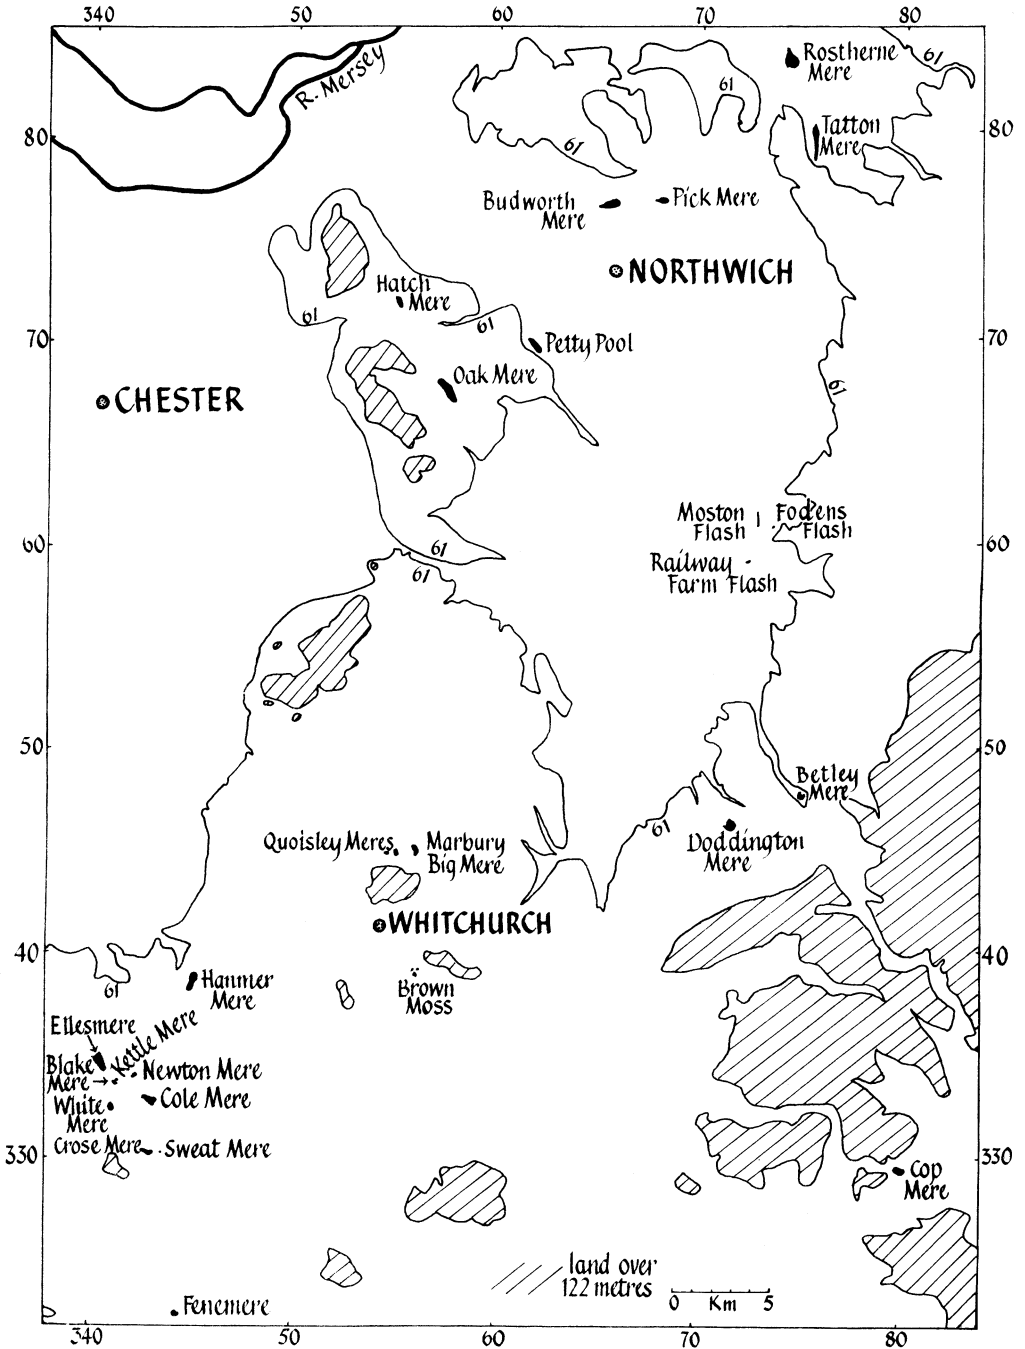 340 50 60 70 80
R. Mersey
61
Rostherne
Mere
61
80
61
Tatton
Mere
80
61
Budworth
Mere
Pick Mere
NORTHWICH
Hatch
Mere
61
61
70
Petty Pool
70
Oak Mere
61
CHESTER
Moston
Flash
Fodens
Flash
60
61
60
61
Railway
Farm Flash
50
50
Betley
Mere
61
Quoisley Meres
Marbury
Big Mere
Doddington
Mere
WHITCHURCH
40
40
61
Hanmer
Mere
Brown
Moss
Ellesmere
Kettle Mere
Blake
Mere
Newton Mere
White
Mere
Cole Mere
Crose Mere
Sweat Mere
330
330
Cop
Mere
land over
122 metres
0 Km 5
Fenemere
340 50 60 70 80